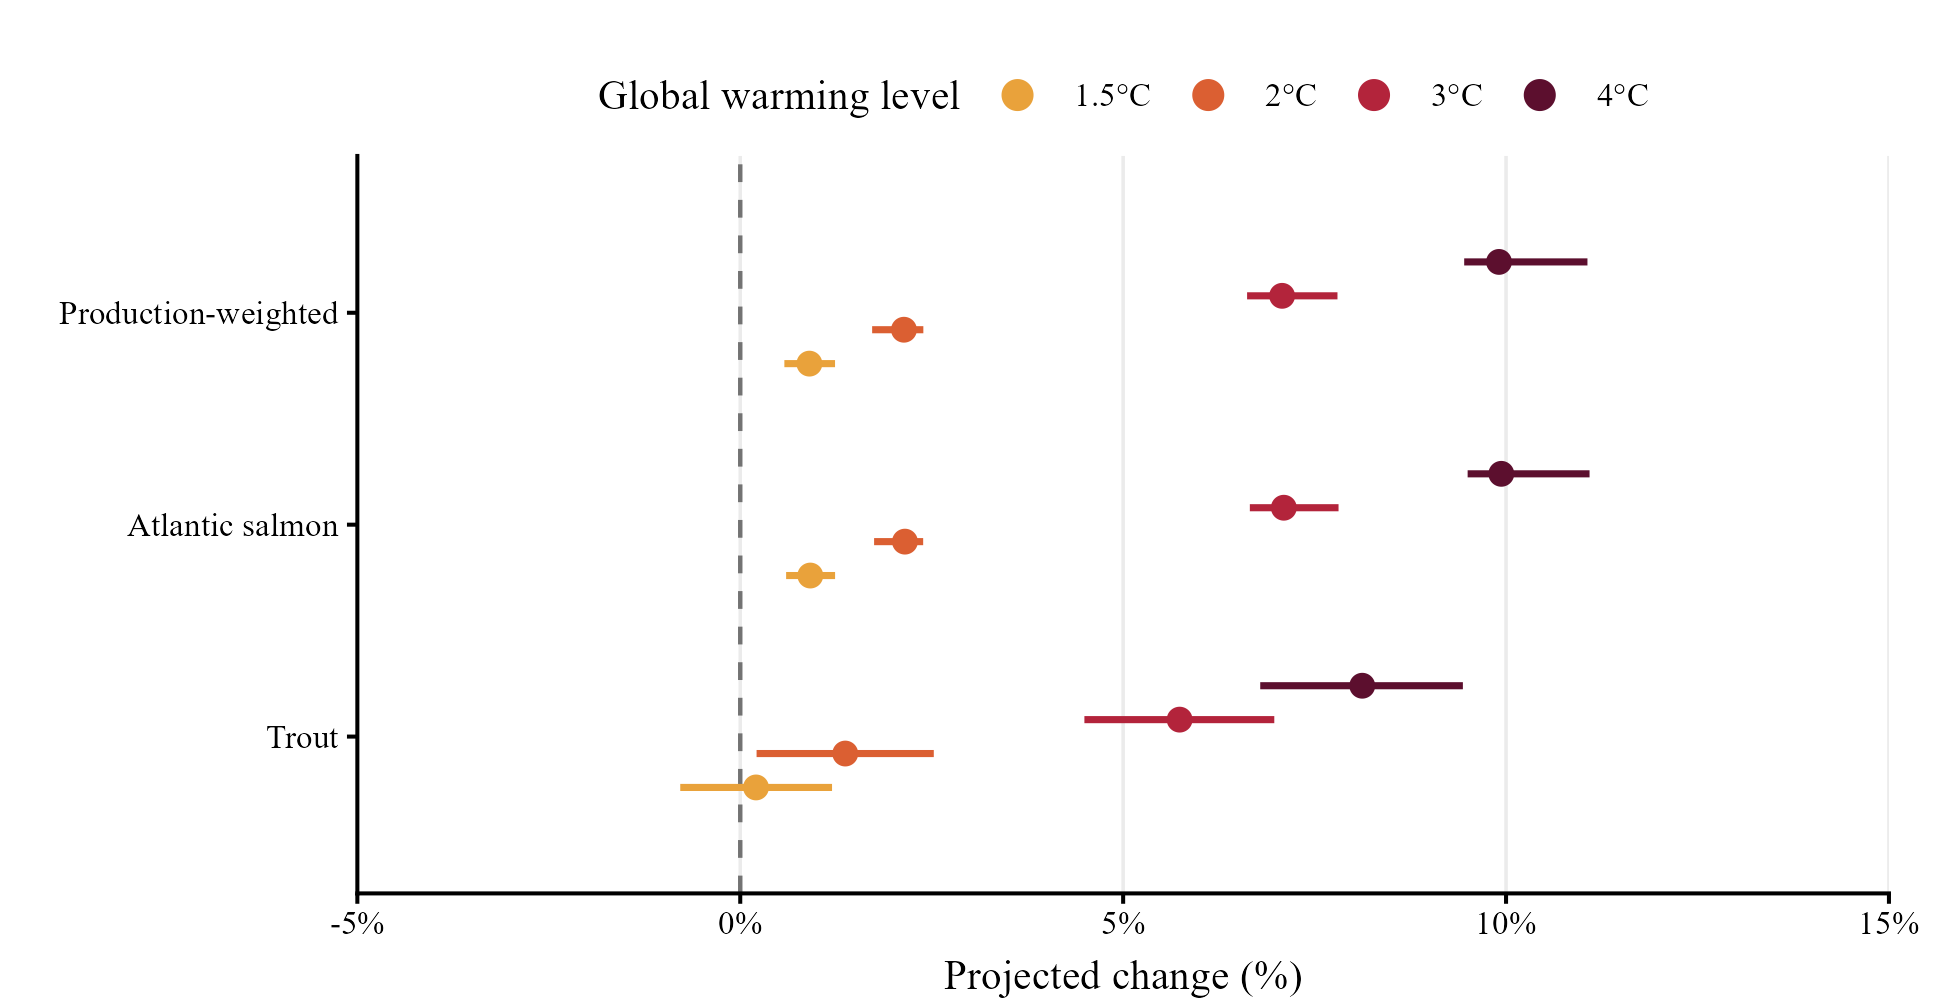 Global warming level 1.5°C 2°C 3°C 4°C
Production-weighted
Atlantic salmon
Trout
-5% 0% 5% 10% 15%
Projected change (%)